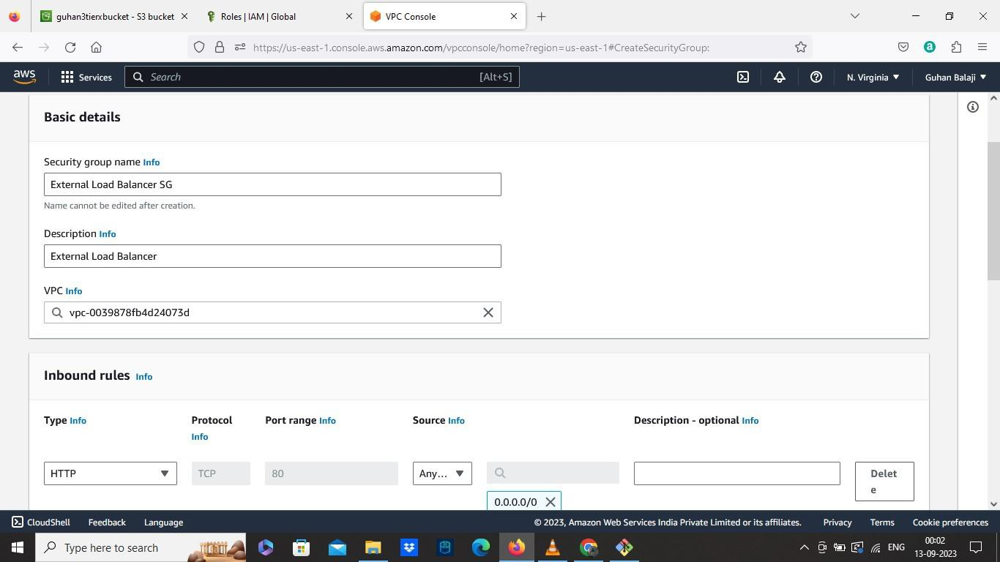 guhan3tierxbucket - S3 bucket
Roles | IAM | Global
VPC Console
https://us-east-1.console.aws.amazon.com/vpcconsole/home?region=us-east-1#CreateSecurityGroup:
aws
Services
Search
[Alt+S]
N. Virginia
Guhan Balaji
Basic details
Security group name Info
External Load Balancer SG
Name cannot be edited after creation.
Description Info
External Load Balancer
VPC Info
vpc-0039878fb4d24073d
Inbound rules Info
Type Info
Protocol
Info
Port range Info
Source Info
Description - optional Info
HTTP
TCP
80
Any...
Delet
e
0.0.0.0/0
CloudShell
Feedback
Language
© 2023, Amazon Web Services India Private Limited or its affiliates.
Privacy
Terms
Cookie preferences
Type here to search
ENG
00:02
13-09-2023